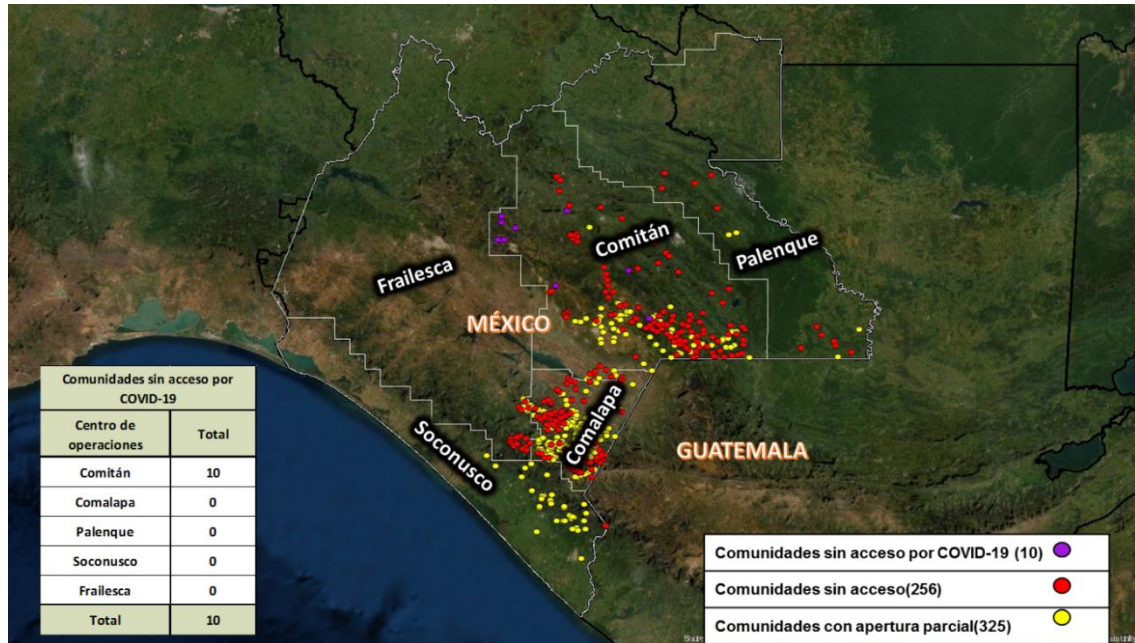 Comitán
Palenque
Frailesca
MÉXICO
Comalapa
Soconusco
GUATEMALA
Comunidades sin acceso por
COVID-19
Centro de
operaciones
Total
Comitán 10
Comalapa 0
Palenque 0
Soconusco 0
Frailesca 0
Total 10
Comunidades sin acceso por COVID-19 (10)
Comunidades sin acceso(256)
Comunidades con apertura parcial(325)